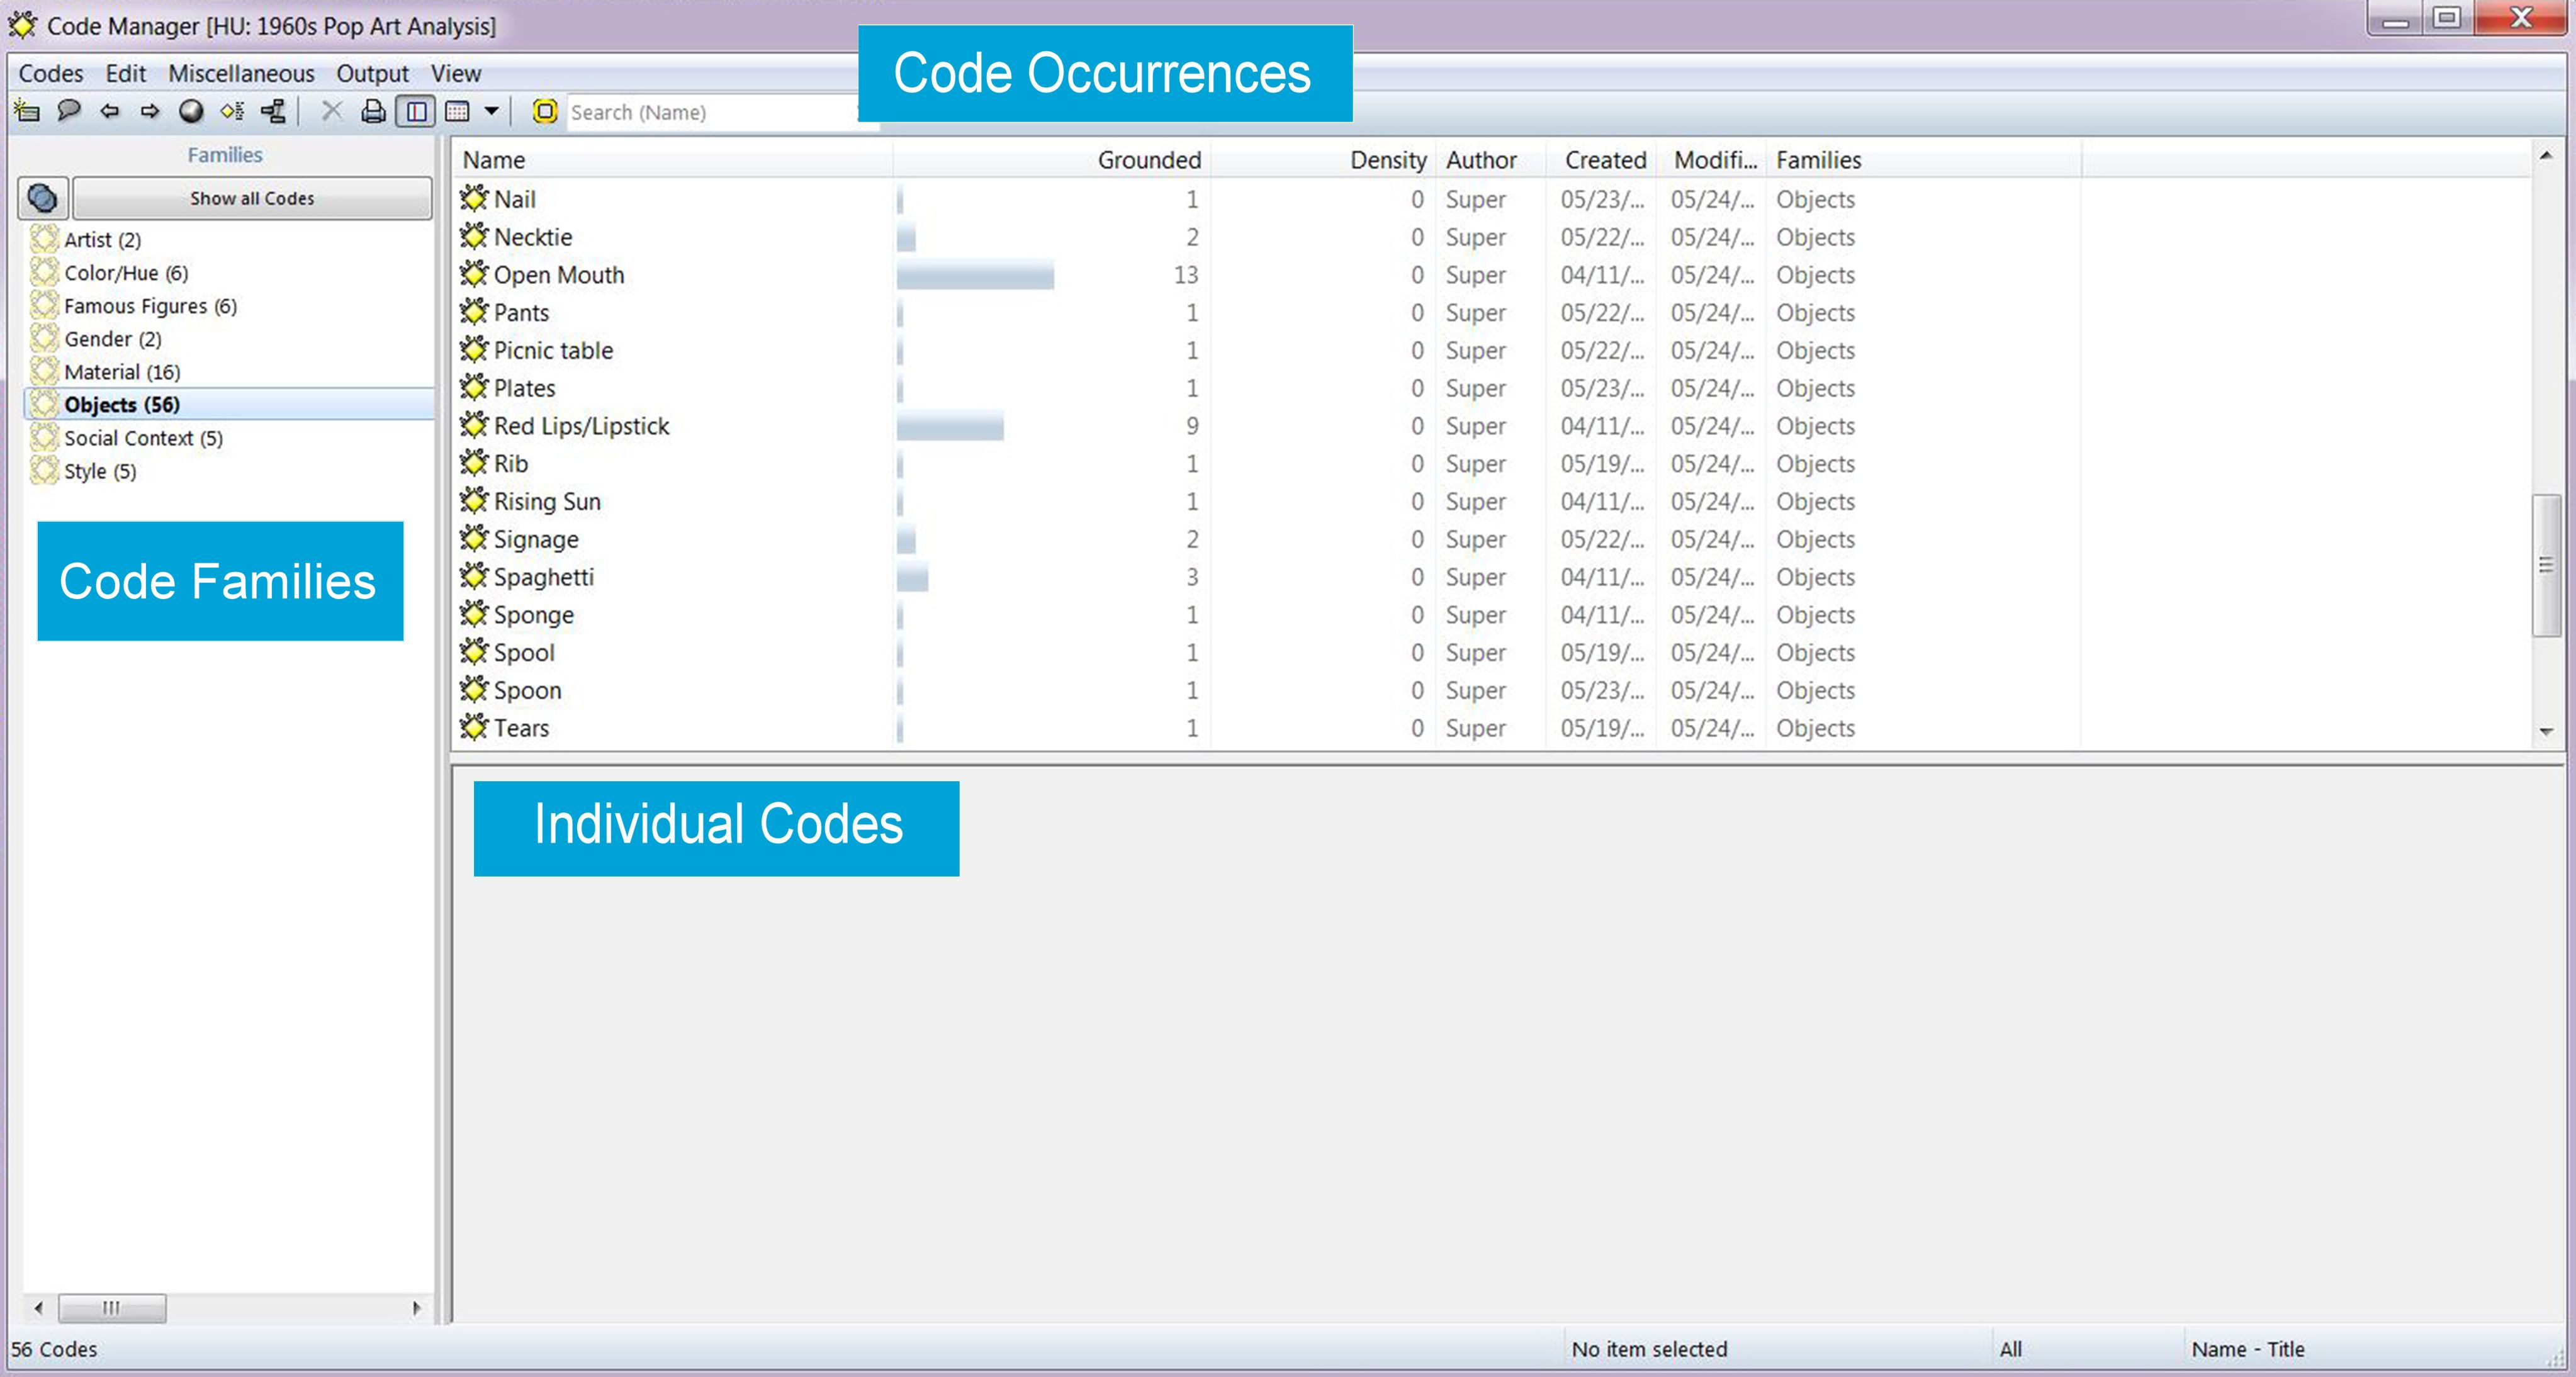 Code Manager [HU: 1960s Pop Art Analysis]
Code Occurrences
Codes Edit Miscellaneous Output View
Search (Name)
Families
Show all Codes
Artist (2)
Color/Hue (6)
Famous Figures (6)
Gender (2)
Material (16)
Objects (56)
Social Context (5)
Style (5)
Code Families
Name Grounded Density Author Created Modifi... Families
Nail 1 0 Super 05/23/... 05/24/... Objects
Necktie 2 0 Super 05/22/... 05/24/... Objects
Open Mouth 13 0 Super 04/11/... 05/24/... Objects
Pants 1 0 Super 05/22/... 05/24/... Objects
Picnic table 1 0 Super 05/22/... 05/24/... Objects
Plates 1 0 Super 05/23/... 05/24/... Objects
Red Lips/Lipstick 9 0 Super 04/11/... 05/24/... Objects
Rib 1 0 Super 05/19/... 05/24/... Objects
Rising Sun 1 0 Super 04/11/... 05/24/... Objects
Signage 2 0 Super 05/22/... 05/24/... Objects
Spaghetti 3 0 Super 04/11/... 05/24/... Objects
Sponge 1 0 Super 04/11/... 05/24/... Objects
Spool 1 0 Super 05/19/... 05/24/... Objects
Spoon 1 0 Super 05/23/... 05/24/... Objects
Tears 1 0 Super 05/19/... 05/24/... Objects
Individual Codes
56 Codes No item selected All Name - Title